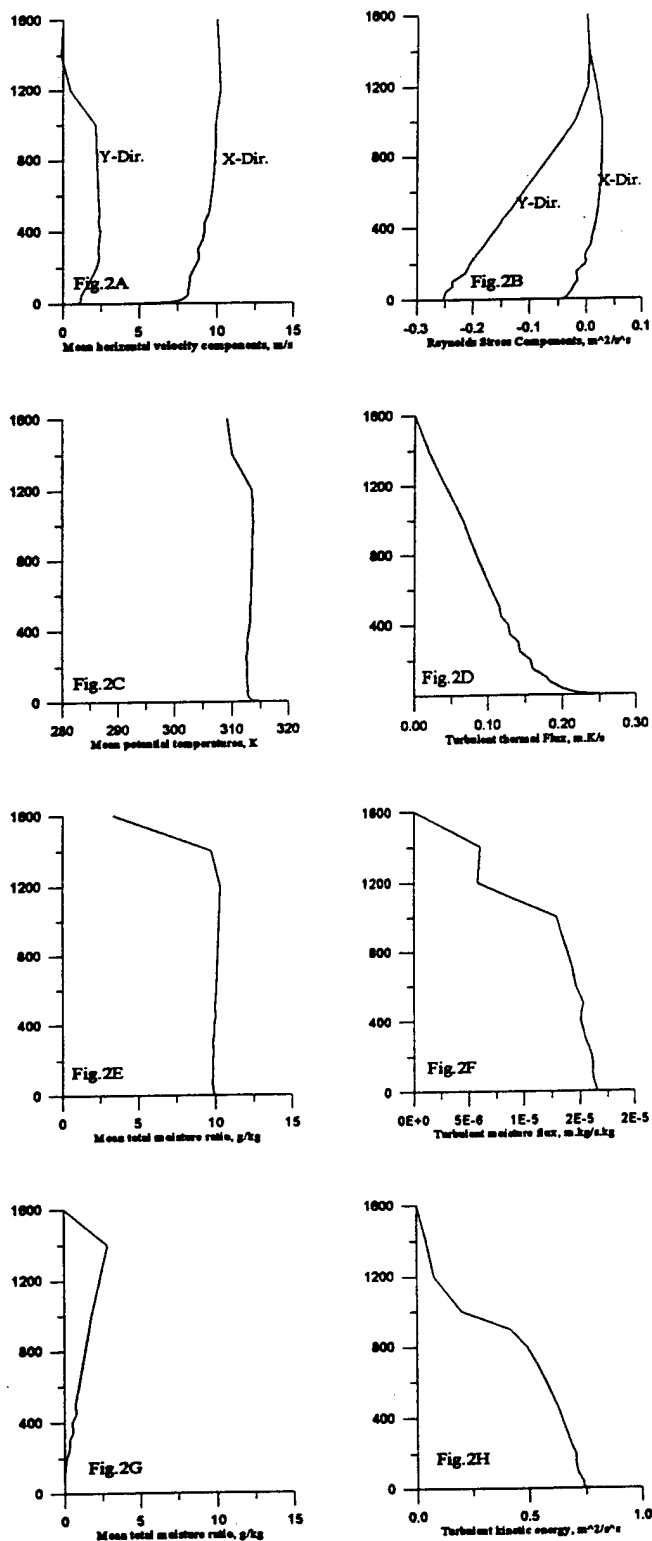 1600
1200
800
400
0
Y-Dir.
X-Dir.
Fig.2A
0 5 10 15
Mean horizontal velocity components, m/s
1600
1200
800
400
0
Y-Dir.
X-Dir.
Fig.2B
-0.3 -0.1 0.0 0.1
Reynolds Stress Components, m^2/s^s
1600
1200
800
400
0
Fig.2C
280 290 300 310 320
Mean potential temperatures, K
1600
1200
800
400
Fig.2D
0.00 0.10 0.20 0.30
Turbulent thermal Flux, m.K/s
1600
1200
800
400
0
Fig.2E
0 5 10 15
Mean total moisture ratio, g/kg
1600
1200
800
400
0
Fig.2F
0E+0 5E-6 1E-5 2E-5 2E-5
Turbulent moisture flux, m.kg/s.kg
1600
1200
800
400
0
Fig.2G
0 5 10 15
Mean total moisture ratio, g/kg
1600
1200
800
400
0
Fig.2H
0.0 0.5 1.0
Turbulent kinetic energy, m^2/s^s